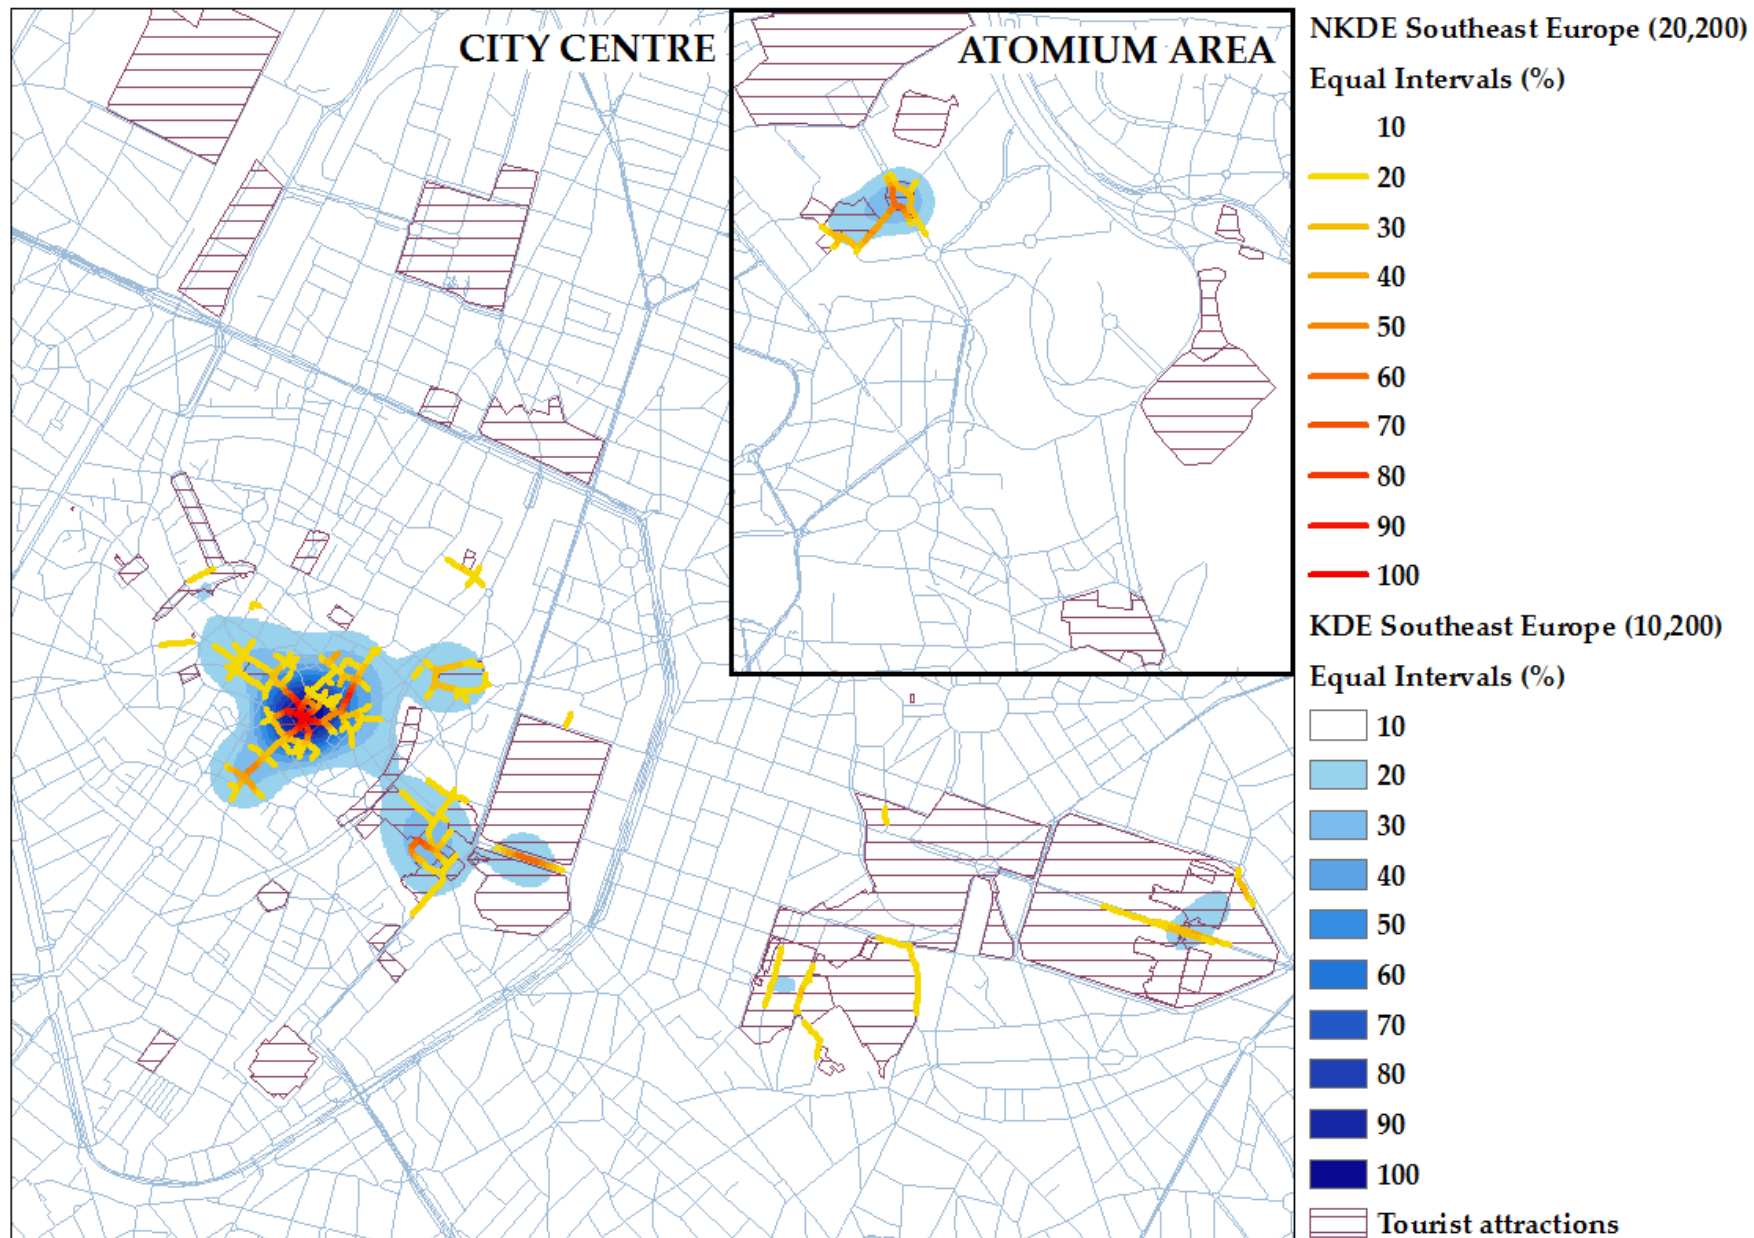 CITY CENTRE
ATOMIUM AREA
NKDE Southeast Europe (20,200)
Equal Intervals (%)
10
20
30
40
50
60
70
80
90
100
KDE Southeast Europe (10,200)
Equal Intervals (%)
10
20
30
40
50
60
70
80
90
100
Tourist attractions